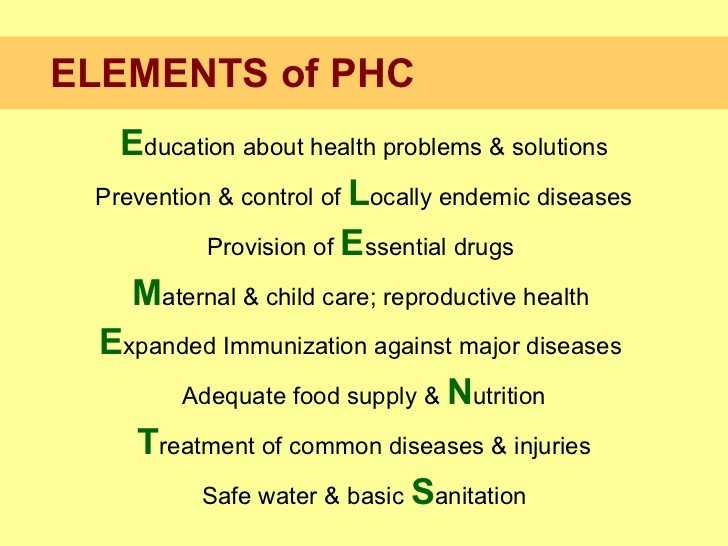 ELEMENTS of PHC
Education about health problems & solutions
Prevention & control of Locally endemic diseases
Provision of Essential drugs
Maternal & child care; reproductive health
Expanded Immunization against major diseases
Adequate food supply & Nutrition
Treatment of common diseases & injuries
Safe water & basic Sanitation